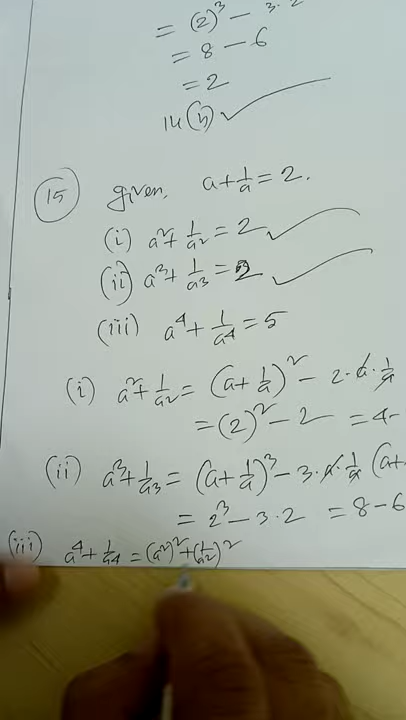 = (2)³ − 3·2
= 8 − 6
= 2
14(ii) ✓
(15) given, a + 1/a = 2.
(i) a² + 1/a² = 2 ✓
(ii) a³ + 1/a³ = 2 ✓
(iii) a⁴ + 1/a⁴ = 5
(i) a² + 1/a² = (a + 1/a)² − 2·a·1/a
= (2)² − 2 = 4−
(ii) a³ + 1/a³ = (a + 1/a)³ − 3·a·1/a (a+
= 2³ − 3·2 = 8 − 6
(iii) a⁴ + 1/a⁴ = (a²)² + (1/a²)²